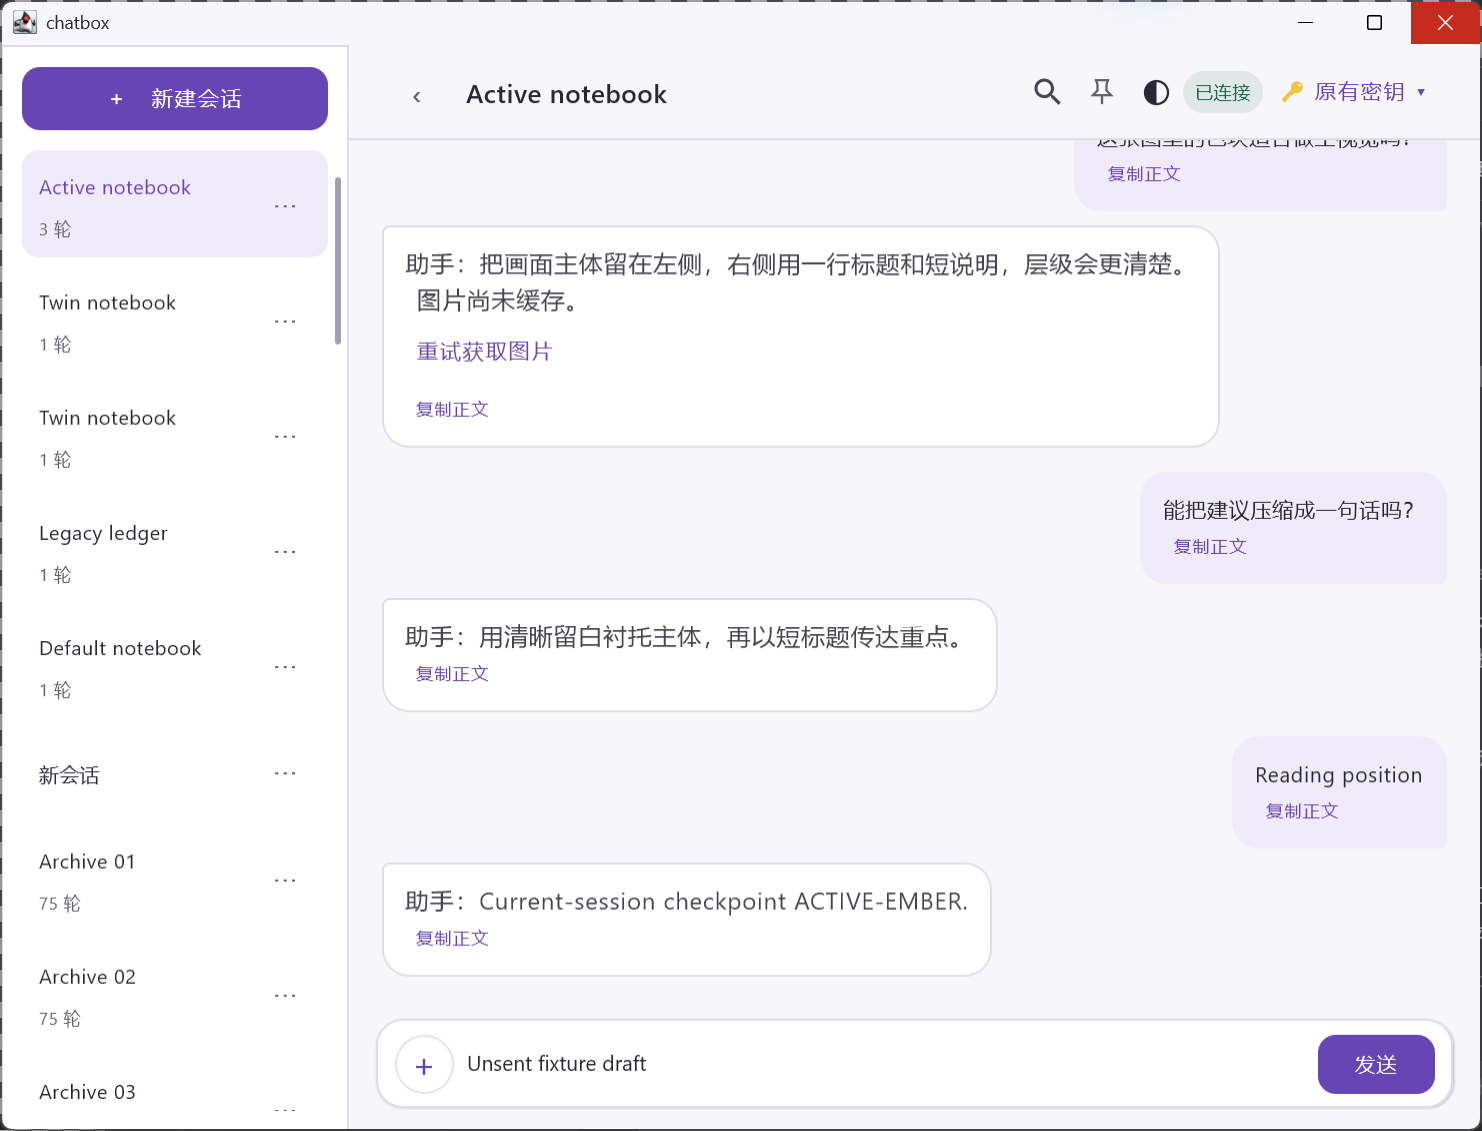 chatbox
+ 新建会话
Active notebook
3 轮
Twin notebook
1 轮
Twin notebook
1 轮
Legacy ledger
1 轮
Default notebook
1 轮
新会话
Archive 01
75 轮
Archive 02
75 轮
Archive 03
Active notebook
已连接
原有密钥
复制正文
助手：把画面主体留在左侧，右侧用一行标题和短说明，层级会更清楚。
图片尚未缓存。
重试获取图片
复制正文
能把建议压缩成一句话吗？
复制正文
助手：用清晰留白衬托主体，再以短标题传达重点。
复制正文
Reading position
复制正文
助手：Current-session checkpoint ACTIVE-EMBER.
复制正文
+ Unsent fixture draft
发送